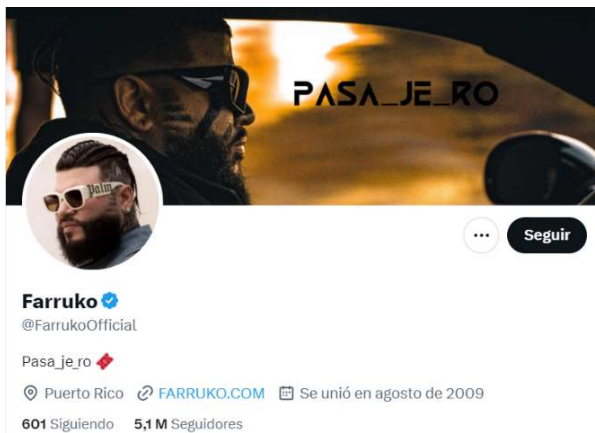 PASA_JE_RO
Palm
Seguir
Farruko
@FarrukoOfficial
Pasa_je_ro
Puerto Rico FARRUKO.COM Se unió en agosto de 2009
601 Siguiendo 5,1 M Seguidores